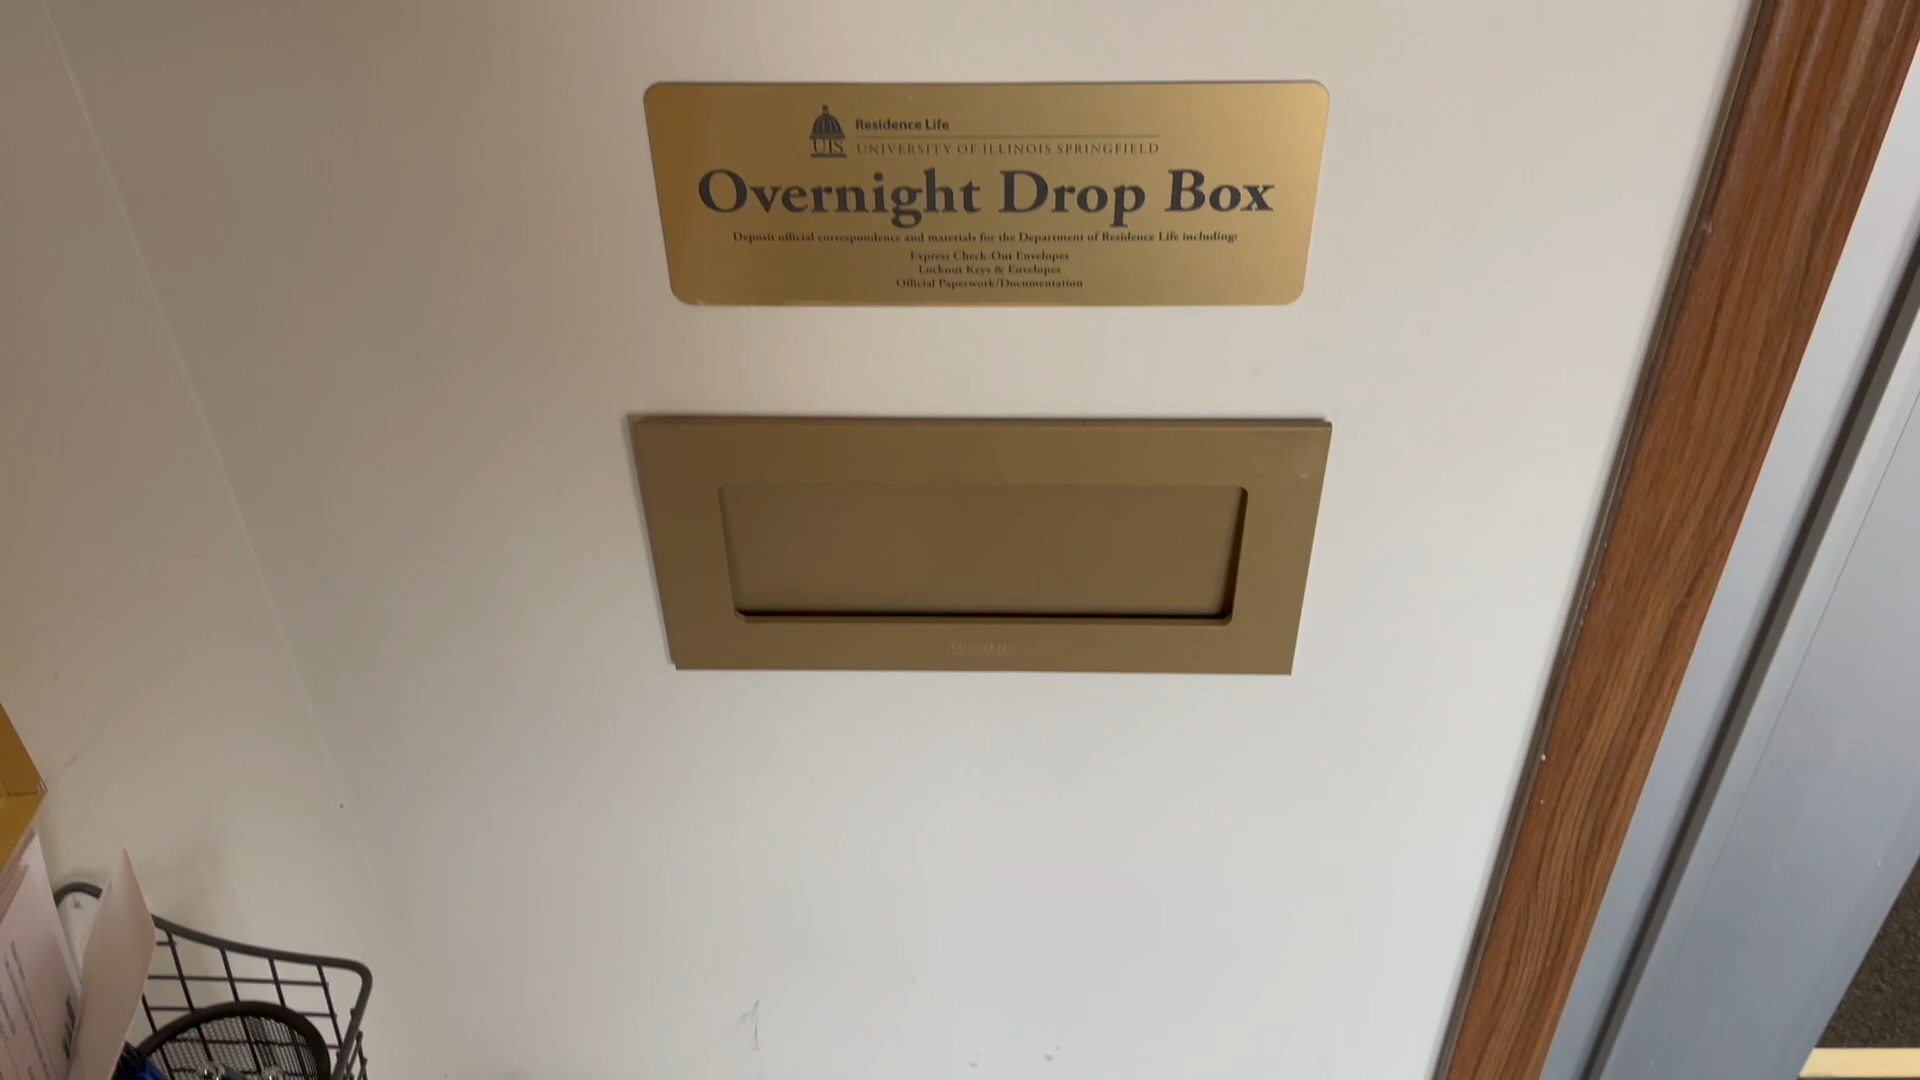 Residence Life
UIS
UNIVERSITY OF ILLINOIS SPRINGFIELD
Overnight Drop Box
Deposit official correspondence and materials for the Department of Residence Life including:
Express Check-Out Envelopes
Lockout Keys & Envelopes
Official Paperwork/Documentation